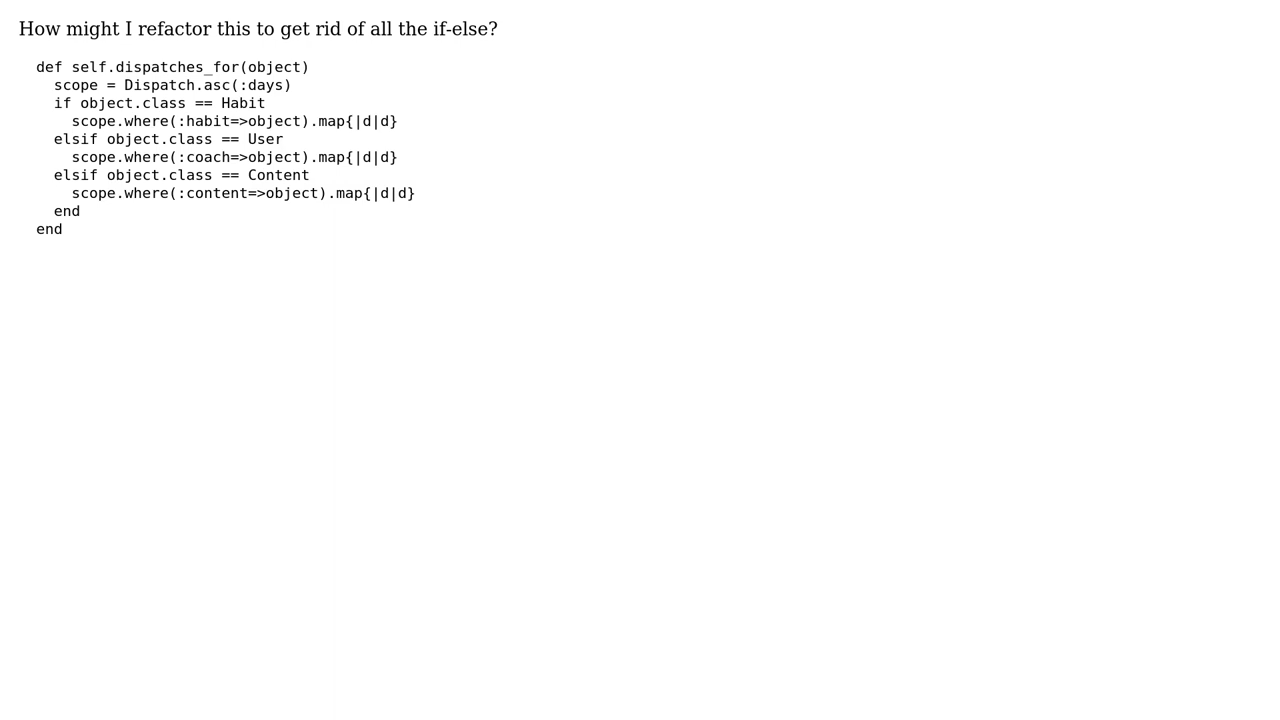 How might I refactor this to get rid of all the if-else?
def self.dispatches_for(object)
  scope = Dispatch.asc(:days)
  if object.class == Habit
    scope.where(:habit=>object).map{|d|d}
  elsif object.class == User
    scope.where(:coach=>object).map{|d|d}
  elsif object.class == Content
    scope.where(:content=>object).map{|d|d}
  end
end